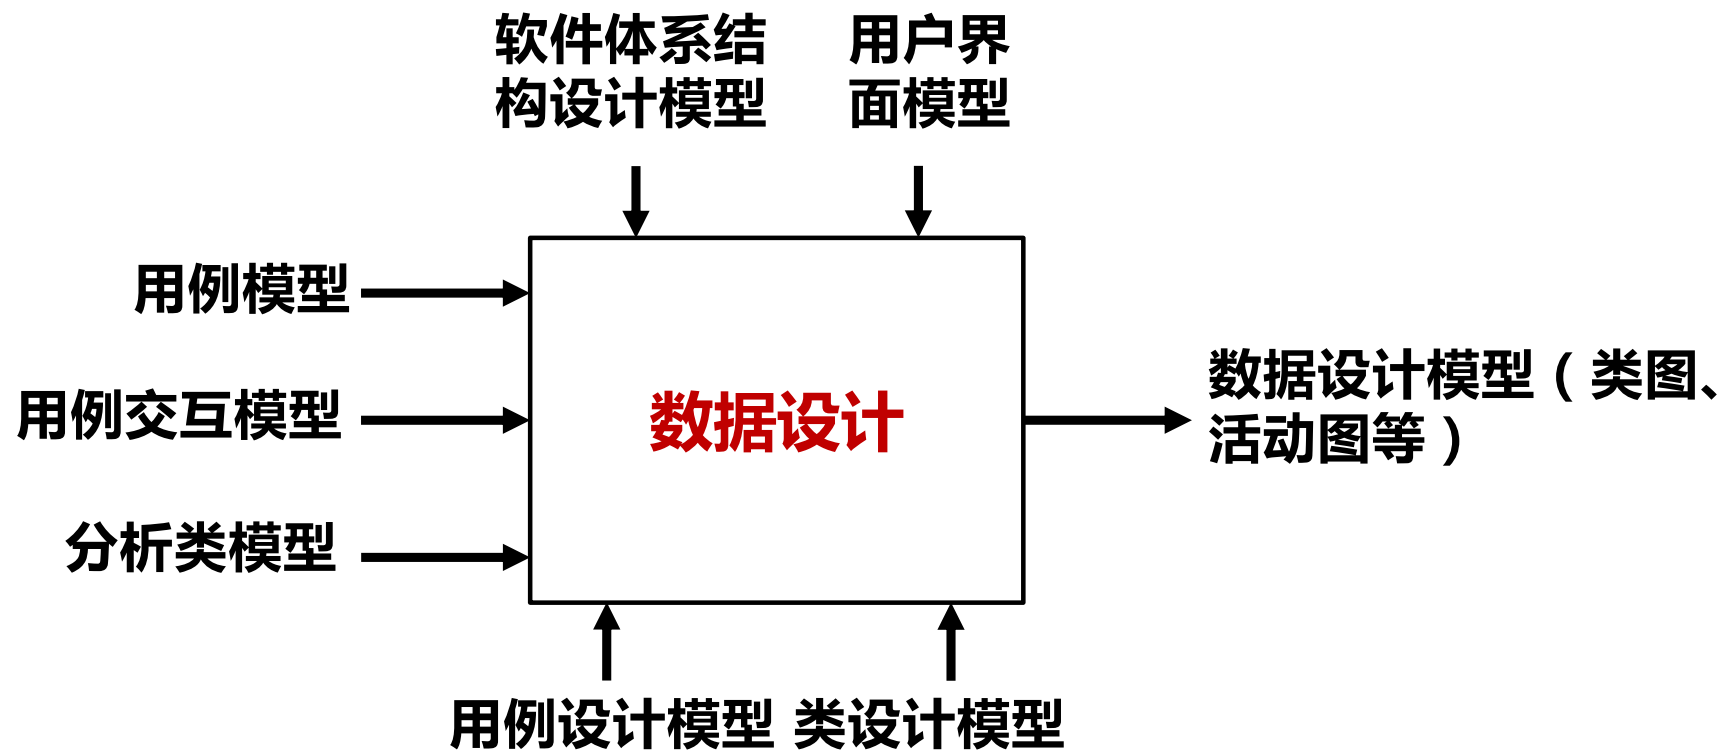 软件体系结
构设计模型
用户界
面模型
用例模型
用例交互模型
分析类模型
数据设计
数据设计模型（类图、
活动图等）
用例设计模型
类设计模型